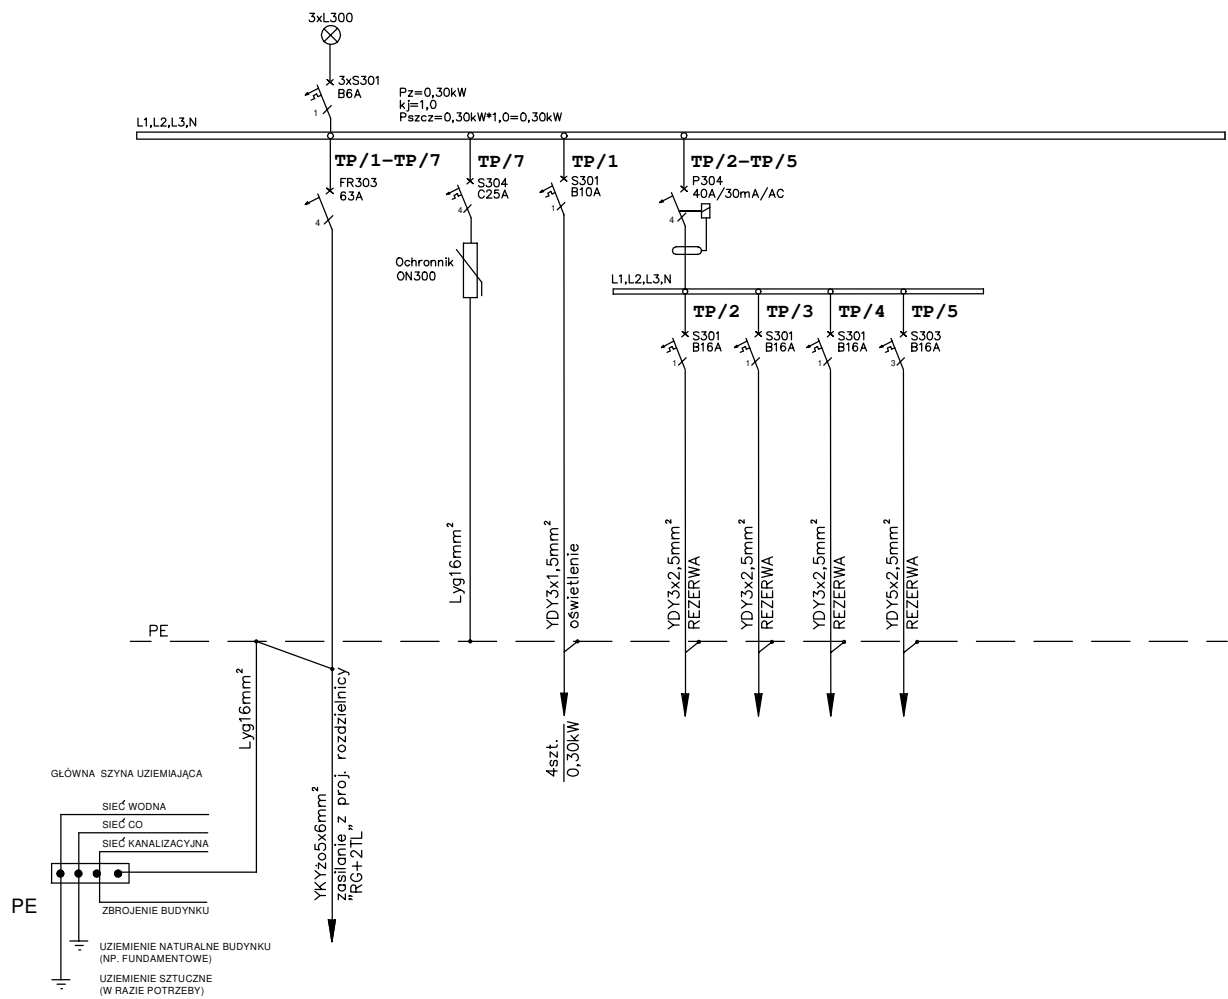 3xL300
3xS301
B6A
1
Pz=0,30kW
kj=1,0
Pszcz=0,30kW*1,0=0,30kW
L1,L2,L3,N
TP/1-TP/7
TP/7
TP/1
TP/2-TP/5
FR303
63A
4
S304
C25A
4
S301
B10A
1
P304
40A/30mA/AC
4
Ochronnik
ON300
L1,L2,L3,N
TP/2
TP/3
TP/4
TP/5
S301
B16A
1
S301
B16A
1
S301
B16A
1
S303
B16A
3
Lyg16mm²
YDY3x1,5mm²
oświetlenie
YDY3x2,5mm²
REZERWA
YDY3x2,5mm²
REZERWA
YDY3x2,5mm²
REZERWA
YDY5x2,5mm²
REZERWA
PE
Lyg16mm²
YKYżo5x6mm²
zasilanie z proj. rozdzielnicy
"RG+2TL"
4szt.
0,30kW
GŁÓWNA SZYNA UZIEMIAJĄCA
SIEĆ WODNA
SIEĆ CO
SIEĆ KANALIZACYJNA
PE
ZBROJENIE BUDYNKU
UZIEMIENIE NATURALNE BUDYNKU
(NP. FUNDAMENTOWE)
UZIEMIENIE SZTUCZNE
(W RAZIE POTRZEBY)